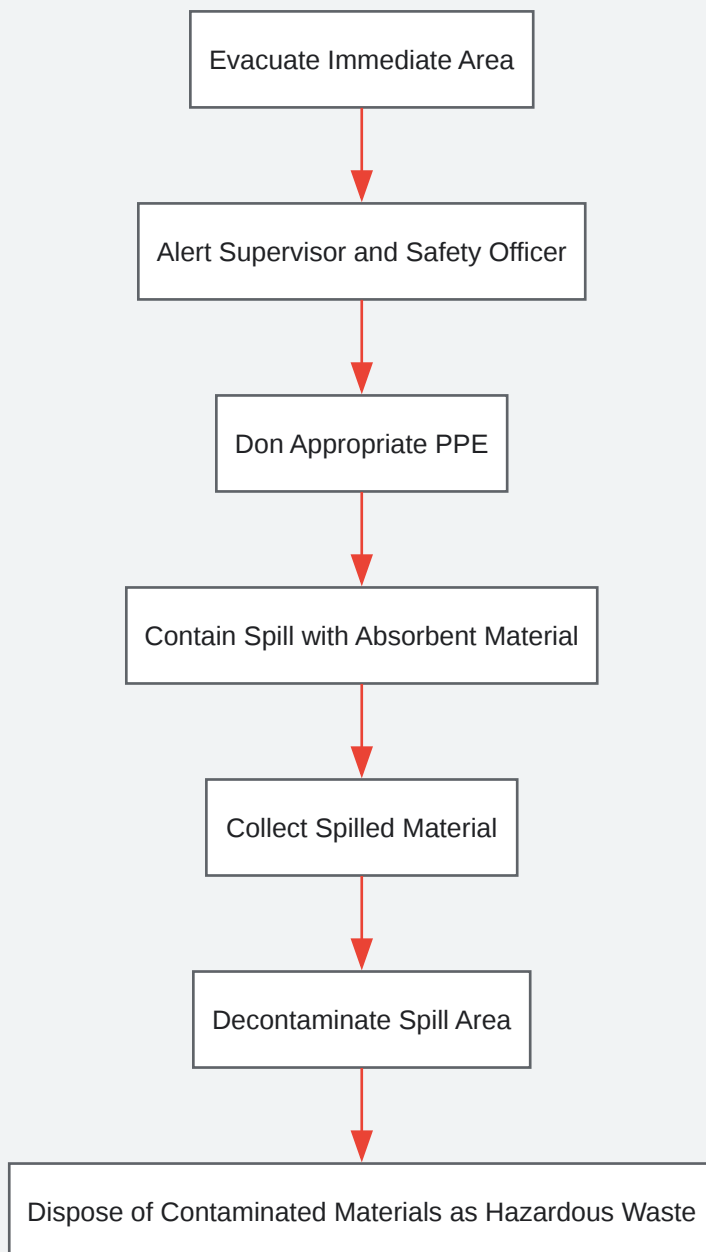 Evacuate Immediate Area
Alert Supervisor and Safety Officer
Don Appropriate PPE
Contain Spill with Absorbent Material
Collect Spilled Material
Decontaminate Spill Area
Dispose of Contaminated Materials as Hazardous Waste